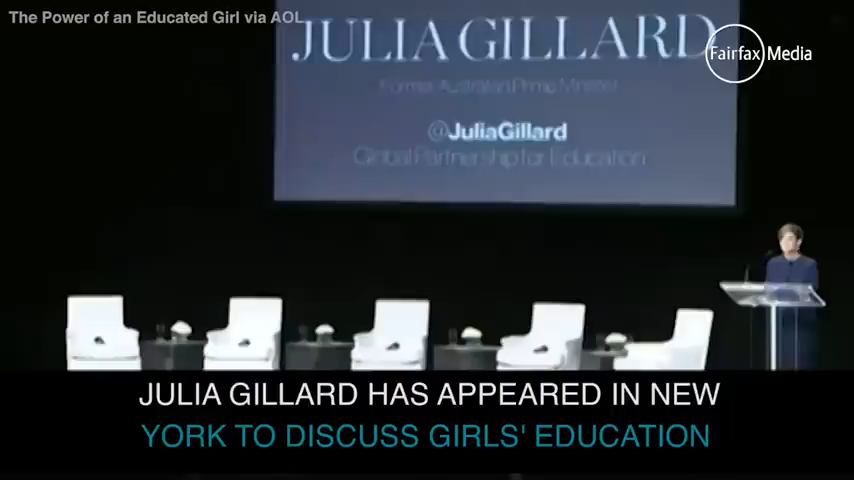 The Power of an Educated Girl via AOL
JULIA GILLARD
Former Australian Prime Minister
@JuliaGillard
Global Partnership for Education
Fairfax Media
JULIA GILLARD HAS APPEARED IN NEW
YORK TO DISCUSS GIRLS' EDUCATION